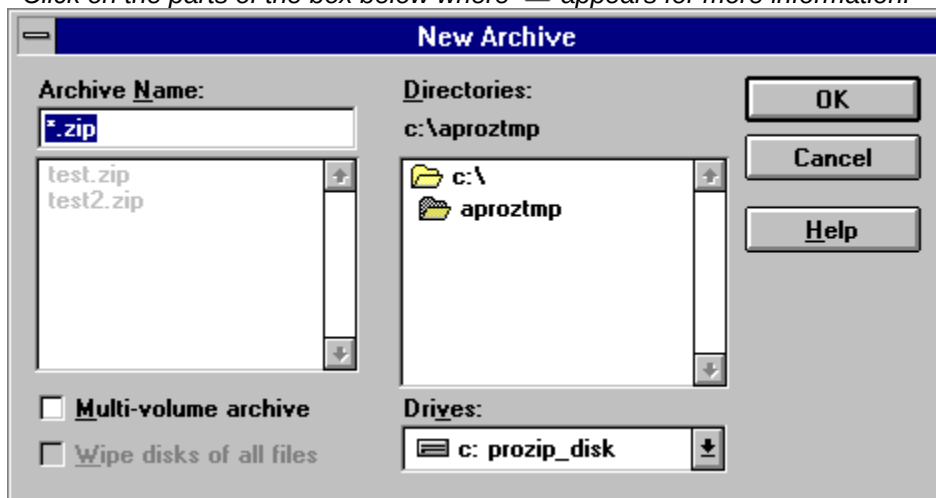 Click on the parts of the box below where appears for more information.
New Archive
Archive Name:
*.zip
test.zip
test2.zip
Multi-volume archive
Wipe disks of all files
Directories:
c:\aproztmp
c:\
aproztmp
Drives:
c: prozip_disk
OK
Cancel
Help